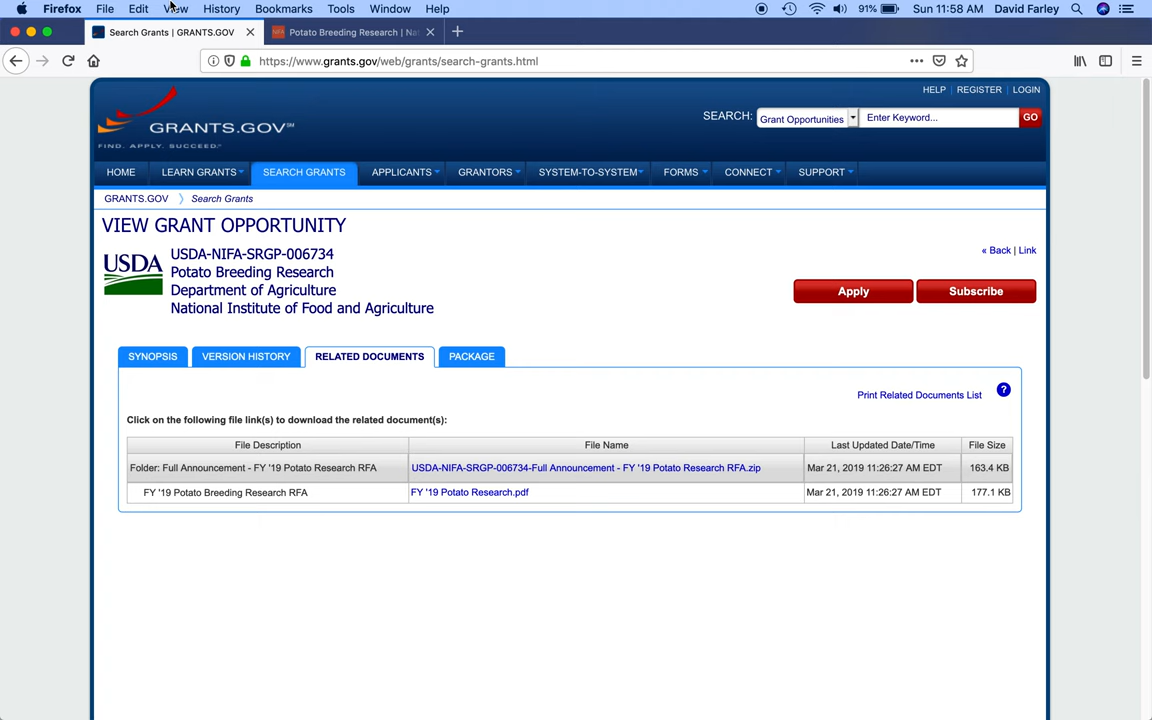 Firefox File Edit View History Bookmarks Tools Window Help 91% Sun 11:58 AM David Farley
Search Grants | GRANTS.GOV Potato Breeding Research | Nat
https://www.grants.gov/web/grants/search-grants.html
HELP | REGISTER | LOGIN
SEARCH: Grant Opportunities Enter Keyword... GO
GRANTS.GOV℠
FIND. APPLY. SUCCEED.℠
HOME LEARN GRANTS SEARCH GRANTS APPLICANTS GRANTORS SYSTEM-TO-SYSTEM FORMS CONNECT SUPPORT
GRANTS.GOV Search Grants
VIEW GRANT OPPORTUNITY
« Back | Link
USDA
USDA-NIFA-SRGP-006734
Potato Breeding Research
Department of Agriculture
National Institute of Food and Agriculture
Apply Subscribe
SYNOPSIS VERSION HISTORY RELATED DOCUMENTS PACKAGE
Print Related Documents List ?
Click on the following file link(s) to download the related document(s):
File Description File Name Last Updated Date/Time File Size
Folder: Full Announcement - FY '19 Potato Research RFA USDA-NIFA-SRGP-006734-Full Announcement - FY '19 Potato Research RFA.zip Mar 21, 2019 11:26:27 AM EDT 163.4 KB
FY '19 Potato Breeding Research RFA FY '19 Potato Research.pdf Mar 21, 2019 11:26:27 AM EDT 177.1 KB